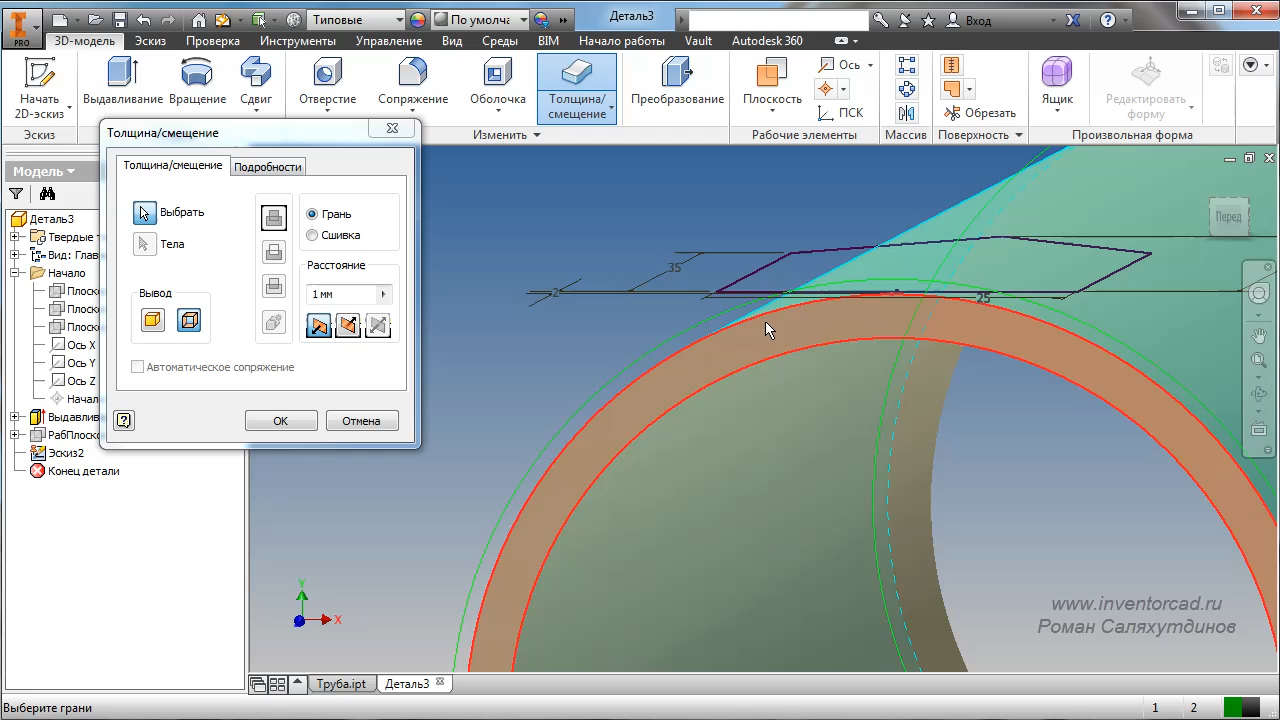 PRO
Типовые
По умолча
Деталь3
Вход
3D-модель Эскиз Проверка Инструменты Управление Вид Среды BIM Начало работы Vault Autodesk 360
Начать
2D-эскиз
Выдавливание
Вращение
Сдвиг
Отверстие
Сопряжение
Оболочка
Толщина/
смещение
Преобразование
Плоскость
Ось
ПСК
Обрезать
Ящик
Редактировать
форму
Эскиз
Изменить
Рабочие элементы
Массив
Поверхность
Произвольная форма
Толщина/смещение
Толщина/смещение
Подробности
Выбрать
Тела
Вывод
Грань
Сшивка
Расстояние
1 мм
Автоматическое сопряжение
ОК
Отмена
Модель
Деталь3
Твердые т
Вид: Глав
Начало
Плоск
Плоск
Плоск
Ось X
Ось Y
Ось Z
Начал
Выдавлив
РабПлоск
Эскиз2
Конец детали
Перед
35
2
25
Y
X
www.inventorcad.ru
Роман Саляхутдинов
Труба.ipt
Деталь3
Выберите грани
1
2